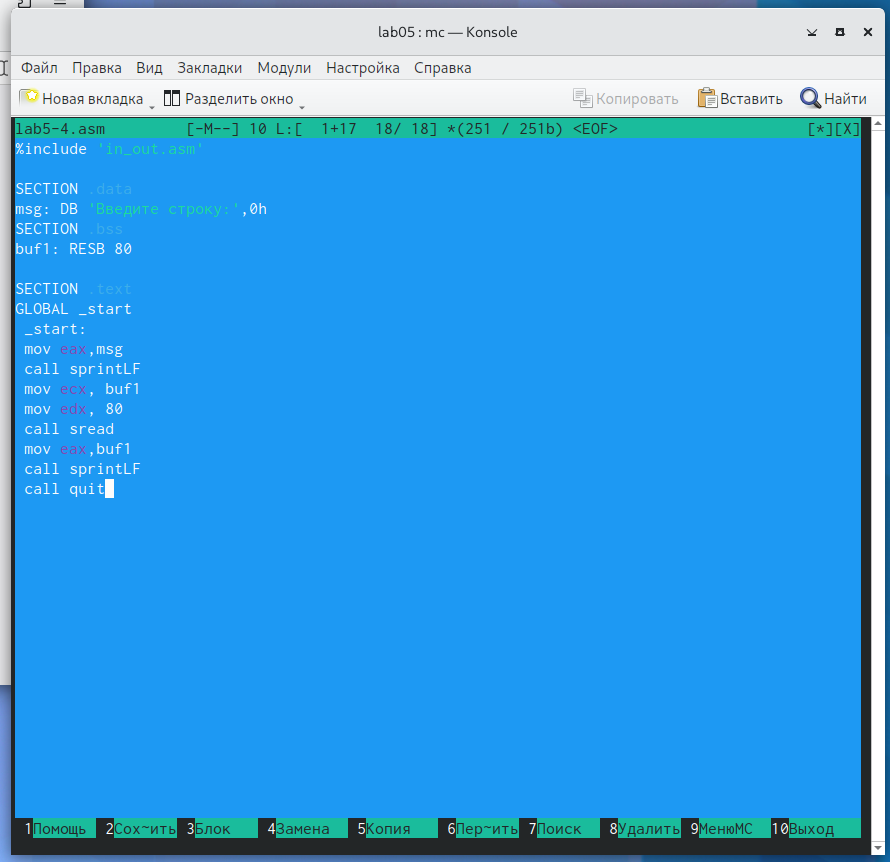 lab05 : mc — Konsole
Файл Правка Вид Закладки Модули Настройка Справка
Новая вкладка Разделить окно Копировать Вставить Найти
lab5-4.asm [-M--] 10 L:[ 1+17 18/ 18] *(251 / 251b) <EOF> [*][X]
%include 'in_out.asm'
SECTION .data
msg: DB 'Введите строку:',0h
SECTION .bss
buf1: RESB 80
SECTION .text
GLOBAL _start
_start:
mov eax,msg
call sprintLF
mov ecx, buf1
mov edx, 80
call sread
mov eax,buf1
call sprintLF
call quit
1Помощь 2Сох~ить 3Блок 4Замена 5Копия 6Пер~ить 7Поиск 8Удалить 9МенюMC 10Выход